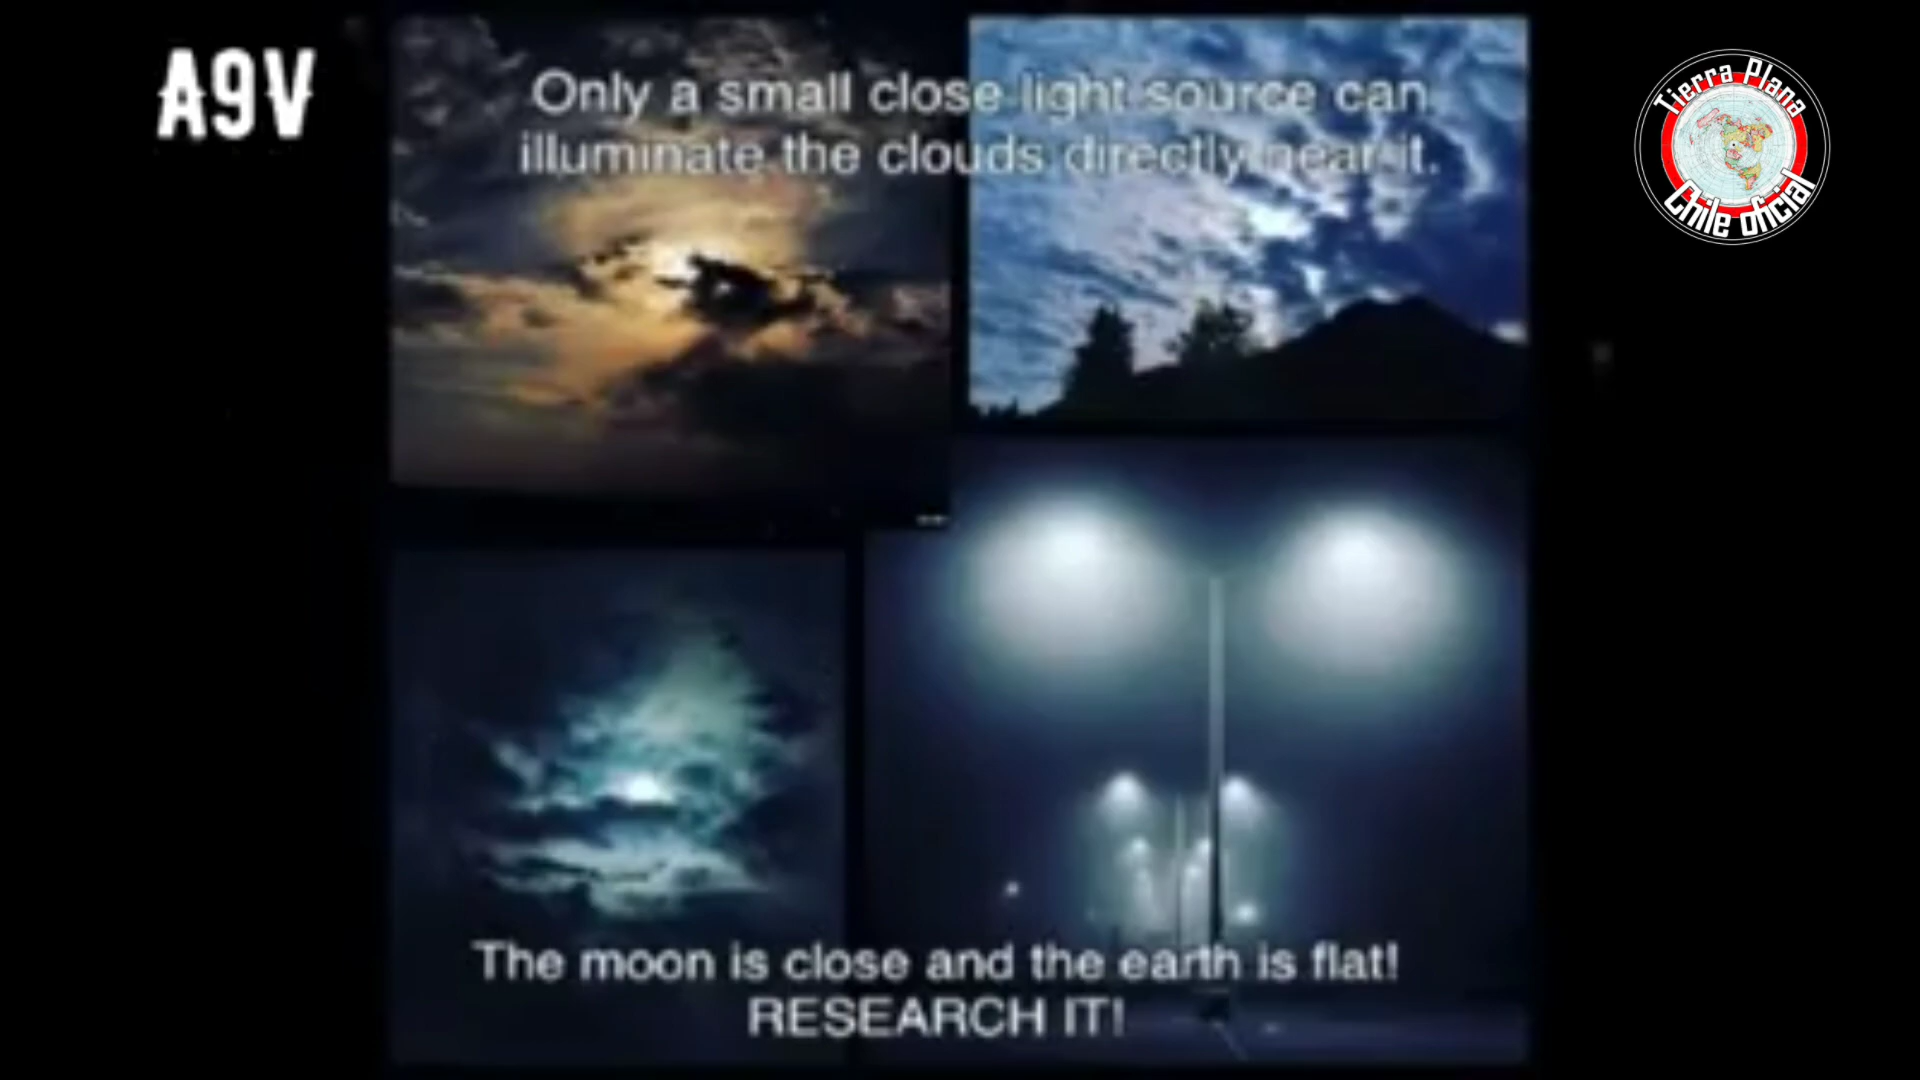 A9V
Only a small close light source can
illuminate the clouds directly near it.
Tierra Plana
Chile oficial
The moon is close and the earth is flat!
RESEARCH IT!